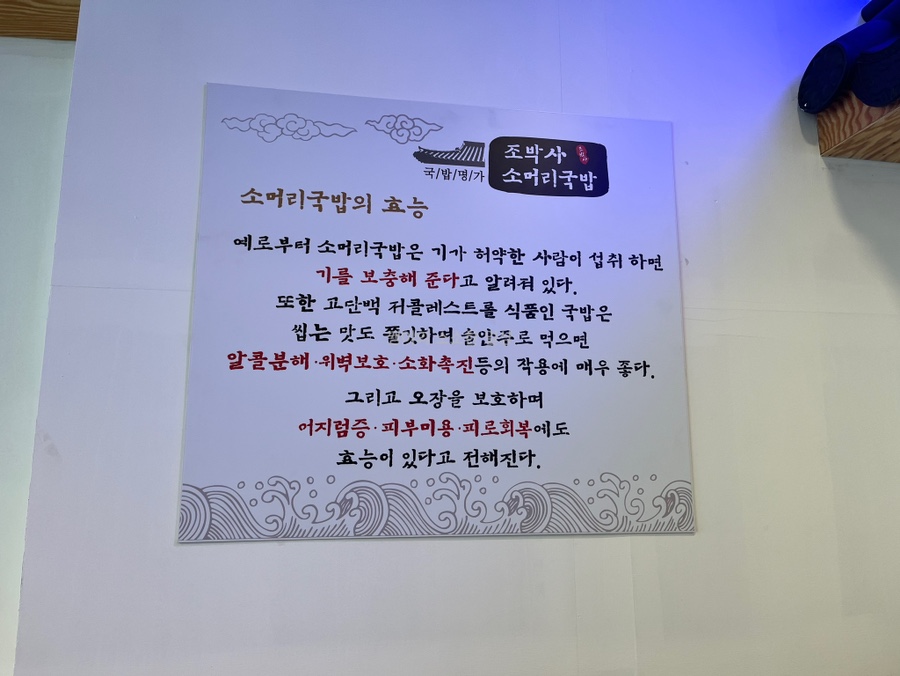 조박사
소머리국밥
국/밥/명/가
소머리국밥의 효능
예로부터 소머리국밥은 기가 허약한 사람이 섭취 하면
기를 보충해 준다고 알려져 있다.
또한 고단백 저콜레스트롤 식품인 국밥은
씹는 맛도 쫄깃하며 술안주로 먹으면
알콜분해·위벽보호·소화촉진등의 작용에 매우 좋다.
그리고 오장을 보호하며
어지럼증·피부미용·피로회복에도
효능이 있다고 전해진다.